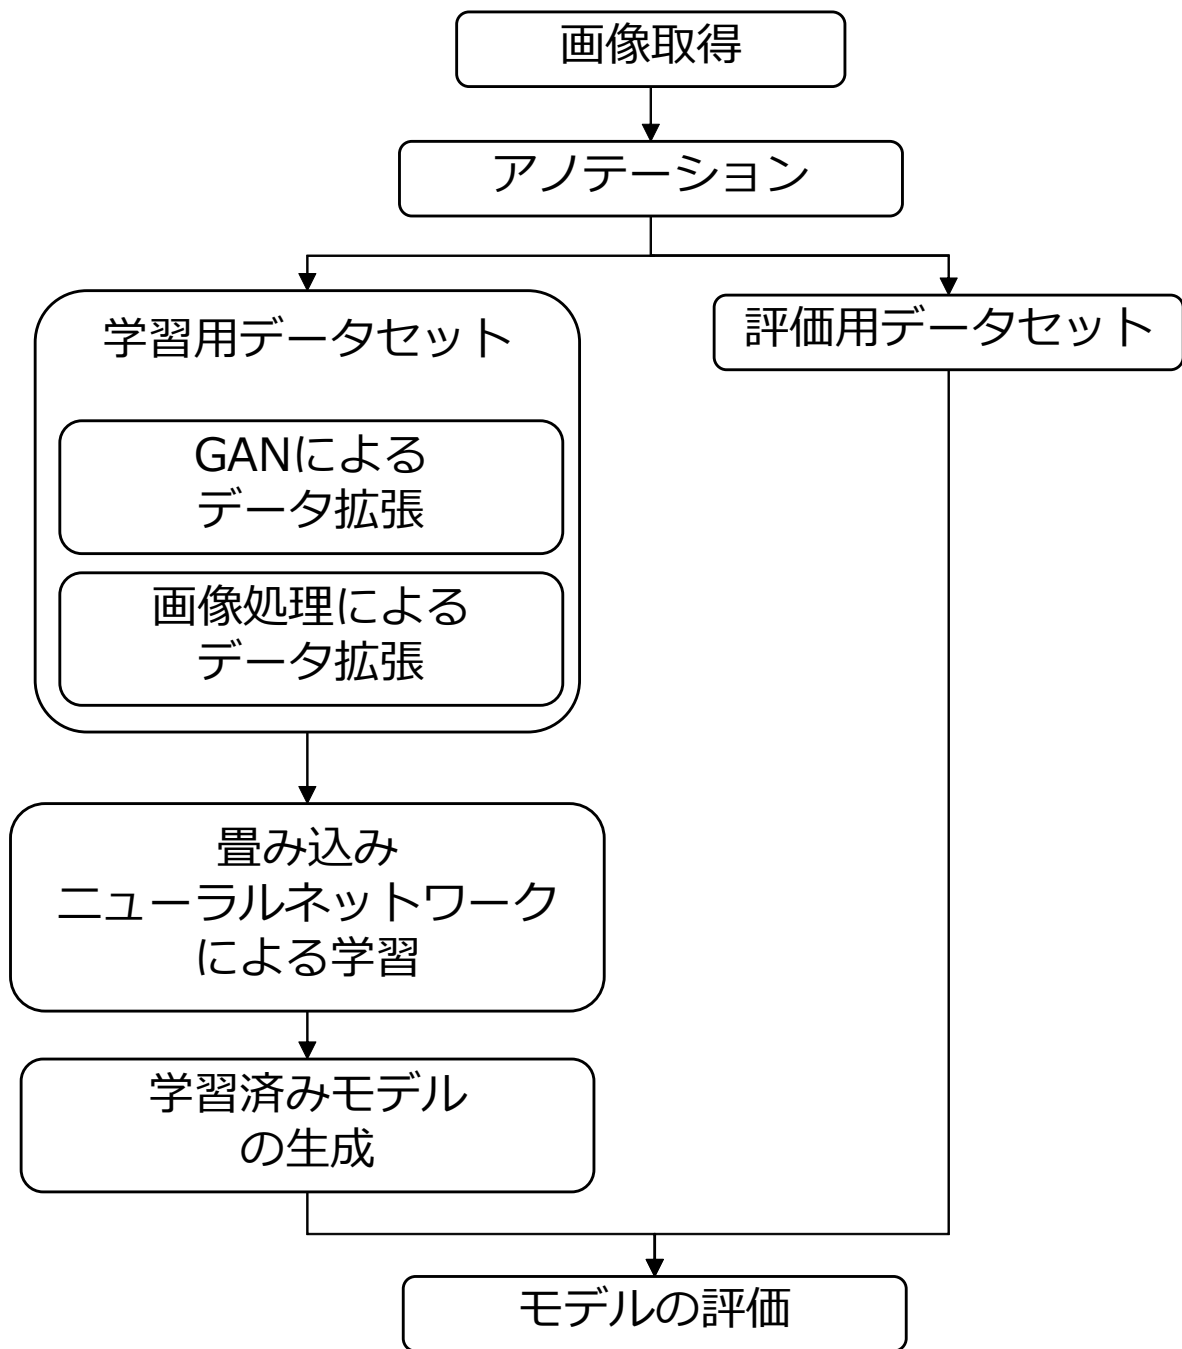 画像取得
アノテーション
学習用データセット
評価用データセット
GANによる
データ拡張
画像処理による
データ拡張
畳み込み
ニューラルネットワーク
による学習
学習済みモデル
の生成
モデルの評価